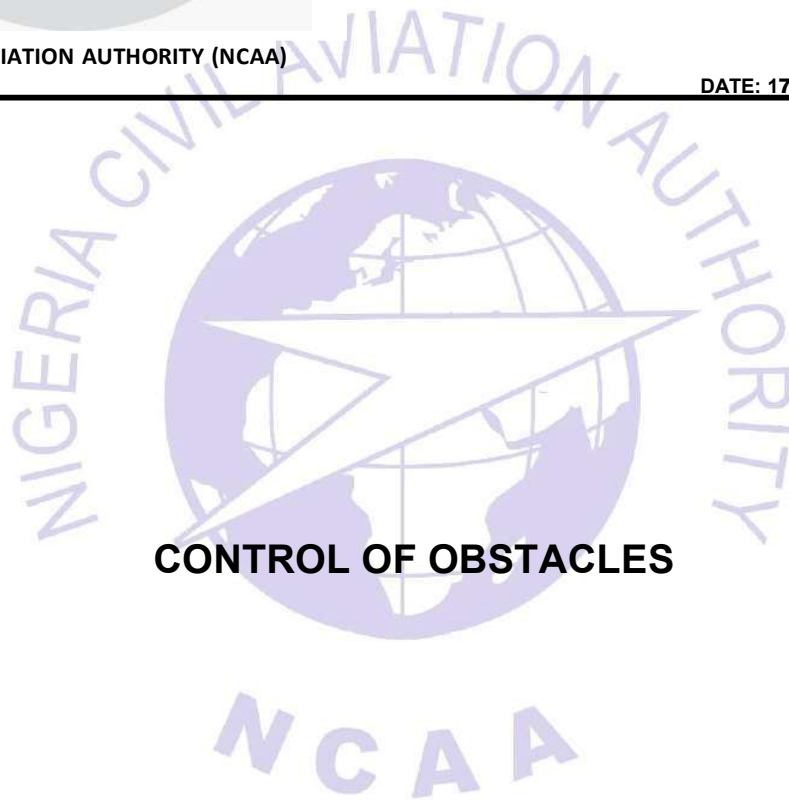 IATION AUTHORITY (NCAA)
DATE: 17
NIGERIA CIVIL AVIATION AUTHORITY
CONTROL OF OBSTACLES
NCAA